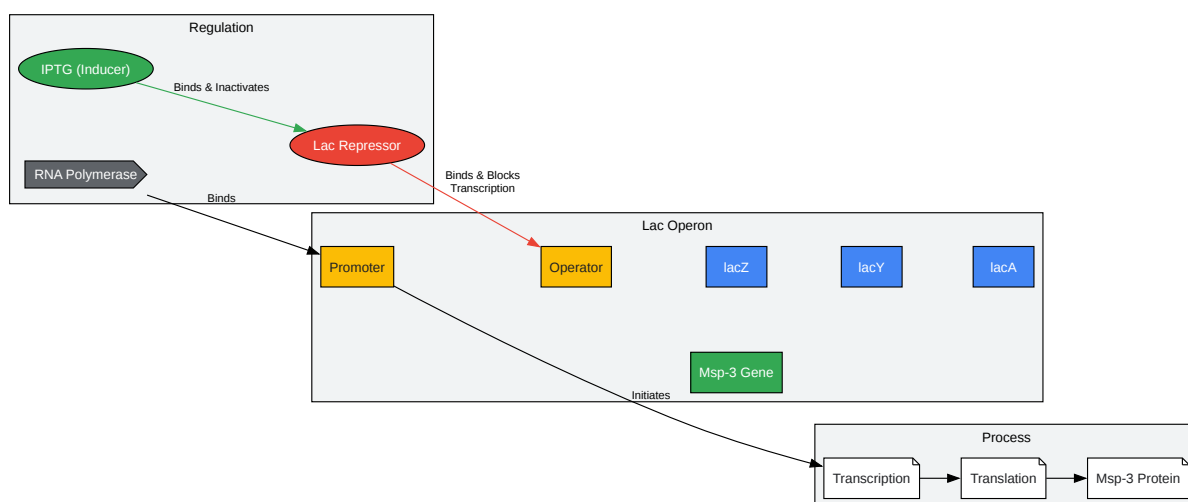 Regulation
IPTG (Inducer)
Binds & Inactivates
Lac Repressor
RNA Polymerase
Binds & Blocks
Transcription
Binds
Lac Operon
Promoter
Operator
lacZ
lacY
lacA
Msp-3 Gene
Initiates
Process
Transcription
Translation
Msp-3 Protein